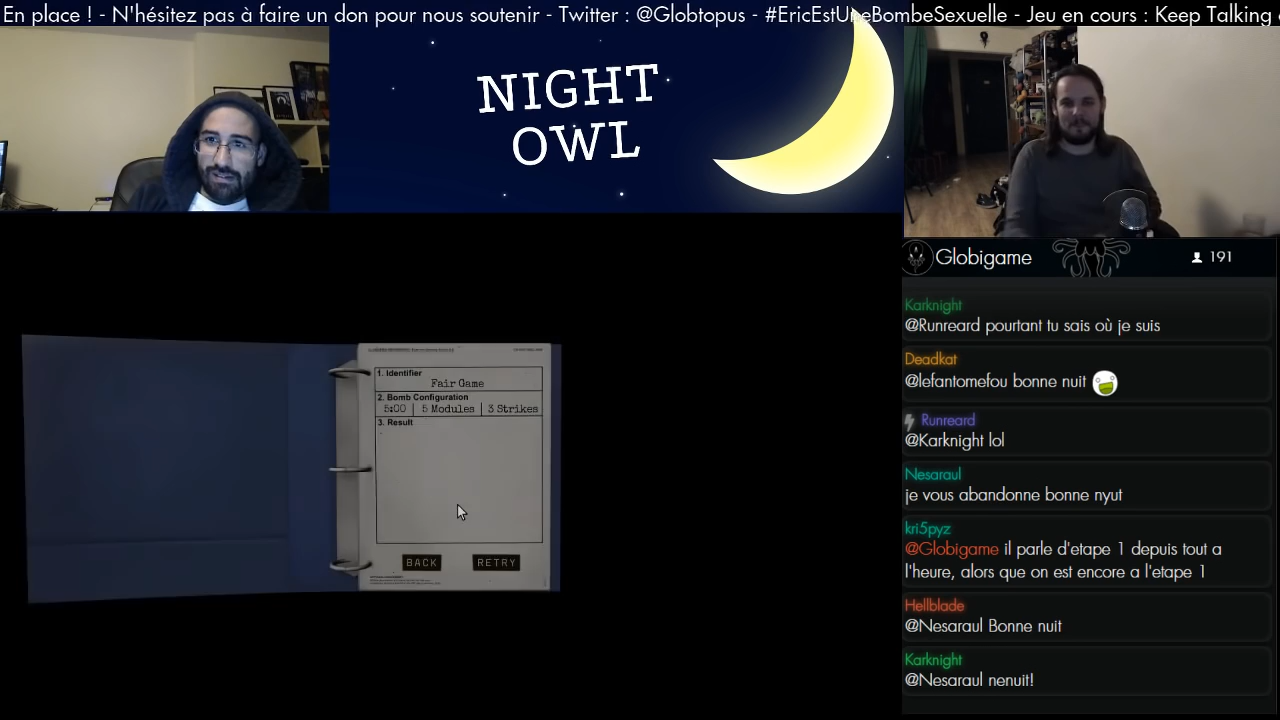 En place ! - N'hésitez pas à faire un don pour nous soutenir - Twitter : @Globtopus - #EricEstUneBombeSexuelle - Jeu en cours : Keep Talking
NIGHT
OWL
Globigame
191
Karknight
@Runreard pourtant tu sais où je suis
Deadkat
@lefantomefou bonne nuit
Runreard
@Karknight lol
Nesaraul
je vous abandonne bonne nyut
kri5pyz
@Globigame il parle d'etape 1 depuis tout a
l'heure, alors que on est encore a l'etape 1
Hellblade
@Nesaraul Bonne nuit
Karknight
@Nesaraul nenuit!
1. Identifier
Fair Game
2. Bomb Configuration
5:00 | 5 Modules | 3 Strikes
3. Result
BACK
RETRY